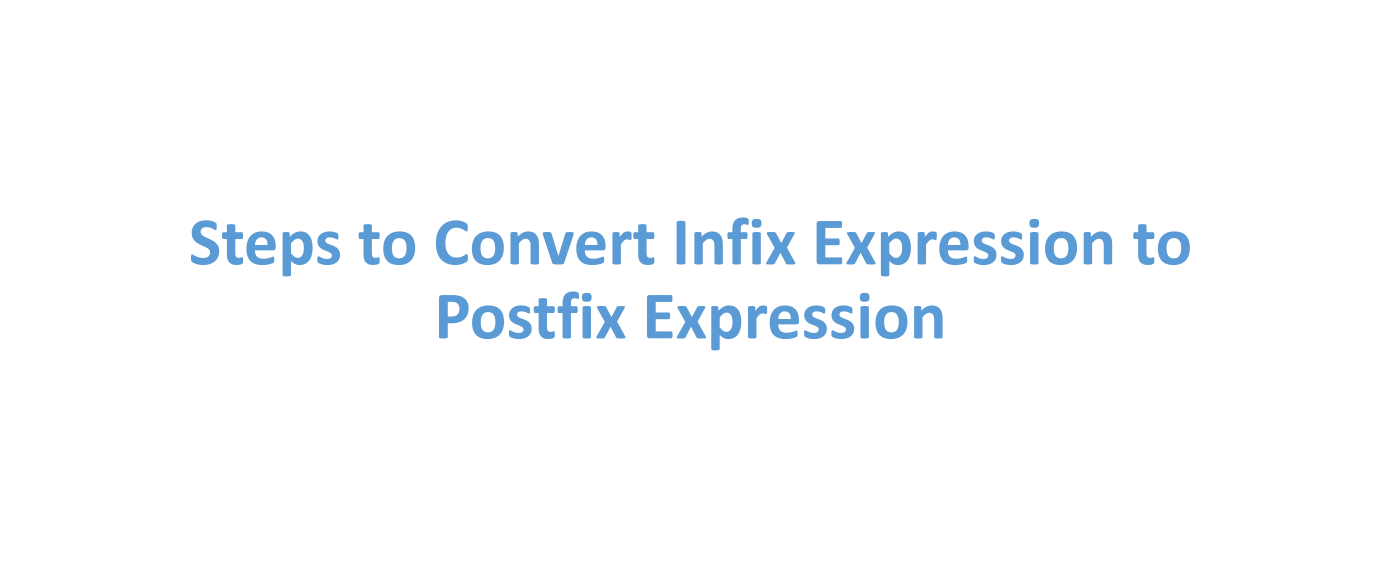 Steps to Convert Infix Expression to
Postfix Expression